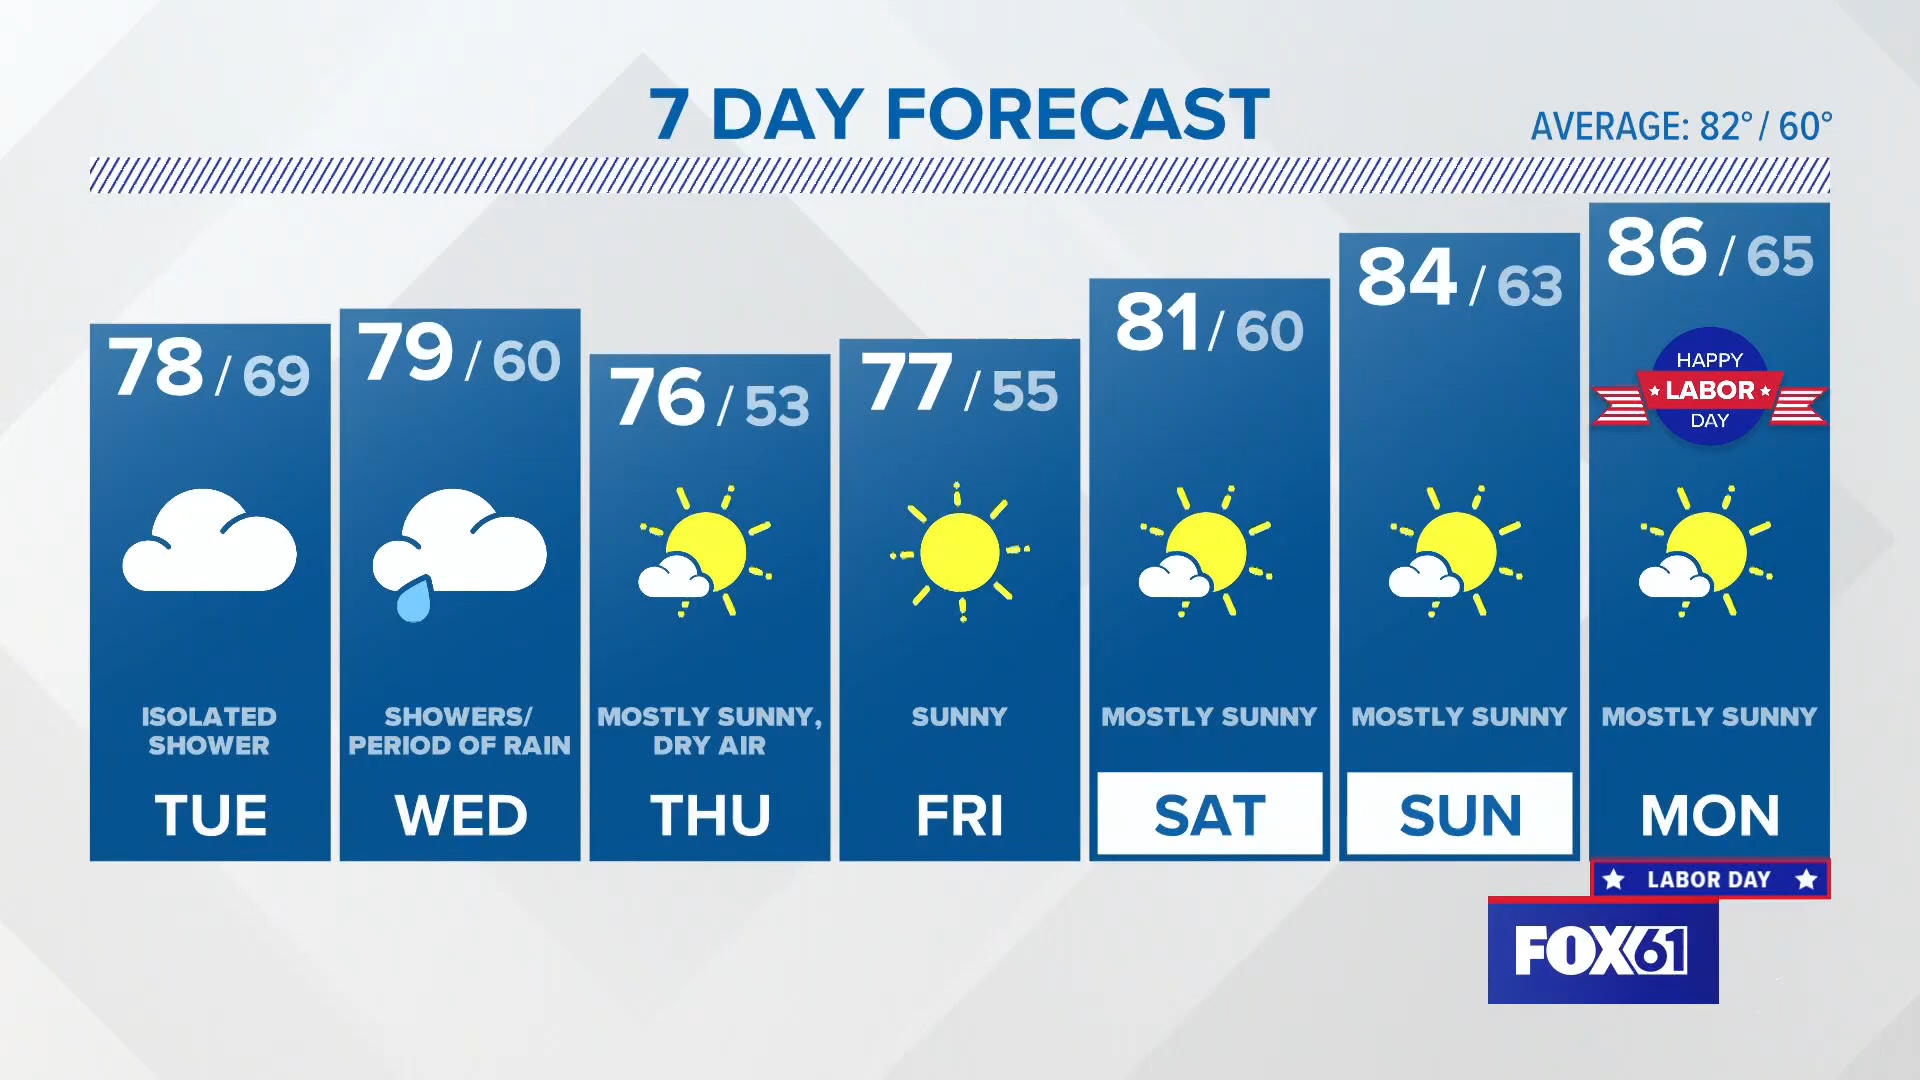 7 DAY FORECAST
AVERAGE: 82°/ 60°
78 / 69
ISOLATED
SHOWER
TUE
79 / 60
SHOWERS/
PERIOD OF RAIN
WED
76 / 53
MOSTLY SUNNY,
DRY AIR
THU
77 / 55
SUNNY
FRI
81 / 60
MOSTLY SUNNY
SAT
84 / 63
MOSTLY SUNNY
SUN
86 / 65
HAPPY
LABOR
DAY
MOSTLY SUNNY
MON
LABOR DAY
FOX61